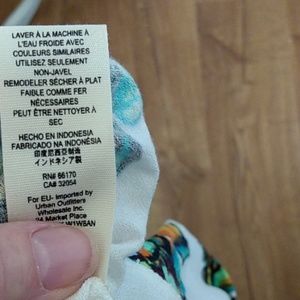 LAVER À LA MACHINE À
L'EAU FROIDE AVEC
COULEURS SIMILAIRES
UTILISEZ SEULEMENT
NON-JAVEL
REMODELER SÉCHER À PLAT
FAIBLE COMME FER
NÉCESSAIRES
PEUT ÊTRE NETTOYER À
SEC
HECHO EN INDONESIA
FABRICADO NA INDONÉSIA
印度尼西亚制造
インドネシア製
RN# 66170
CA# 32054
For EU- Imported by
Urban Outfitters
Wholesale Inc.
Market Place
W1W8AN